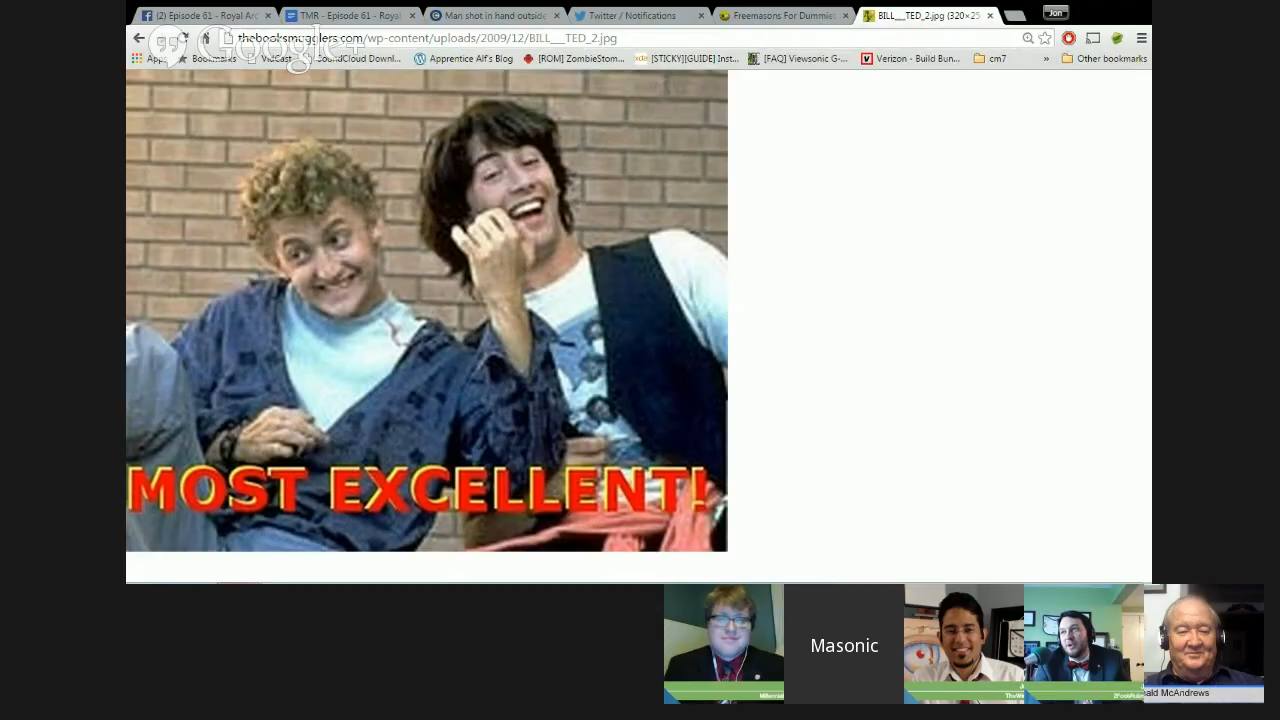 (2) Episode 61 - Royal Arc
TMR - Episode 61 - Royal
Man shot in hand outside
Twitter / Notifications
Freemasons For Dummies
BILL__TED_2.jpg (320×25
Jon
Google+
thebooksmugglers.com/wp-content/uploads/2009/12/BILL__TED_2.jpg
Bookmarks
VidCast
SoundCloud Downl...
Apprentice Alf's Blog
[ROM] ZombieStom...
[STICKY][GUIDE] Inst...
[FAQ] Viewsonic G-...
Verizon - Build Bun...
cm7
»
Other bookmarks
MOST EXCELLENT!
Masonic
Millennial
ald McAndrews